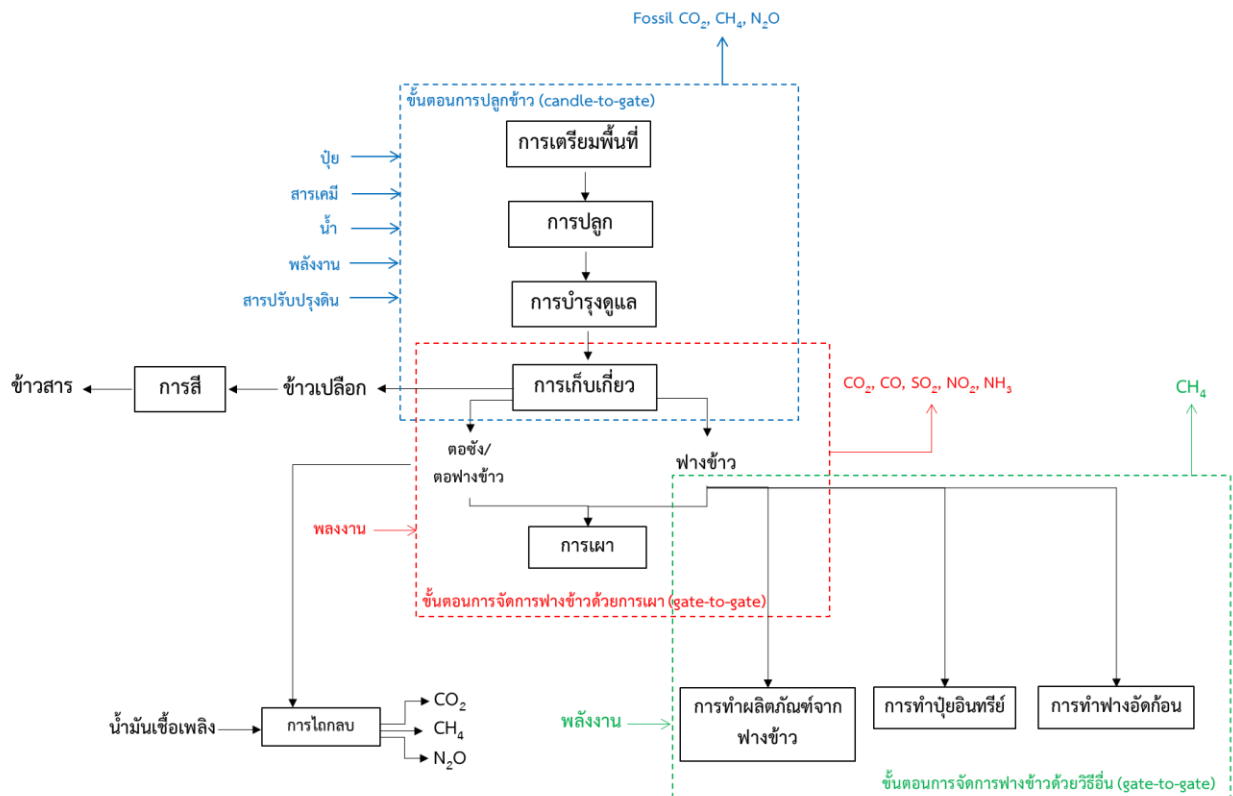 Fossil CO₂, CH₄, N₂O
ขั้นตอนการปลูกข้าว (candle-to-gate)
การเตรียมพื้นที่
ปุ๋ย
สารเคมี
การปลูก
น้ำ
พลังงาน
สารปรับปรุงดิน
การบำรุงดูแล
ข้าวสาร
การสี
ข้าวเปลือก
การเก็บเกี่ยว
CO₂, CO, SO₂, NO₂, NH₃
CH₄
ตอซัง/
ตอฟางข้าว
ฟางข้าว
พลงงาน
การเผา
ขั้นตอนการจัดการฟางข้าวด้วยการเผา (gate-to-gate)
น้ำมันเชื้อเพลิง
การไถกลบ
CO₂
CH₄
N₂O
พลังงาน
การทำผลิตภัณฑ์จาก
ฟางข้าว
การทำปุ๋ยอินทรีย์
การทำฟางอัดก้อน
ขั้นตอนการจัดการฟางข้าวด้วยวิธีอื่น (gate-to-gate)